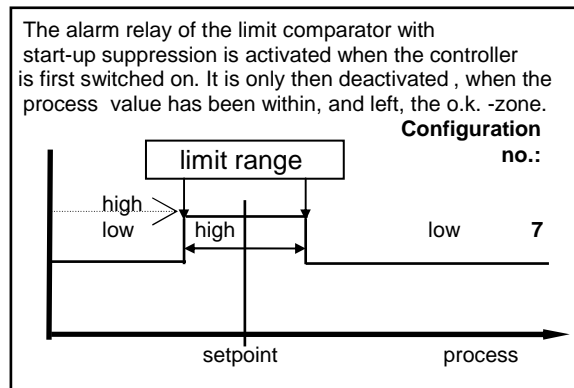 The alarm relay of the limit comparator with
start-up suppression is activated when the controller
is first switched on. It is only then deactivated , when the
process value has been within, and left, the o.k. -zone.
Configuration
no.:
limit range
high
low high low 7
setpoint process